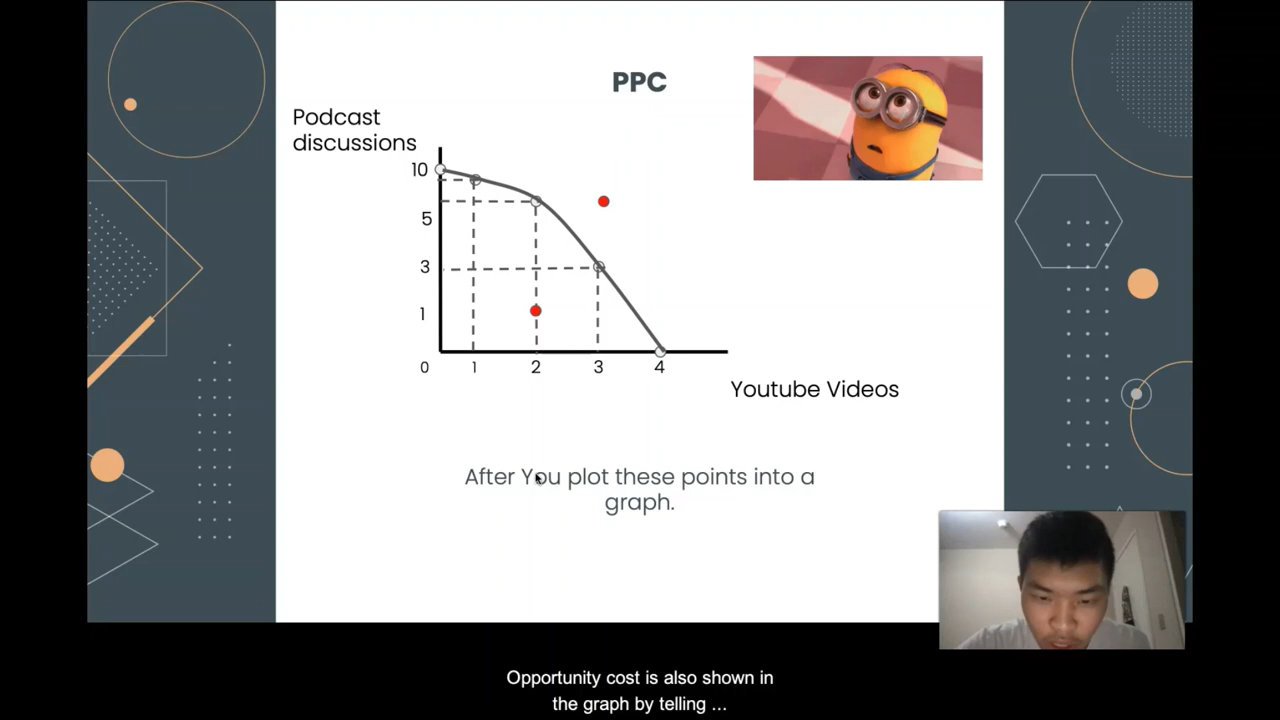 PPC
Podcast
discussions
10
5
3
1
0
1
2
3
4
Youtube Videos
After You plot these points into a
graph.
Opportunity cost is also shown in
the graph by telling ...